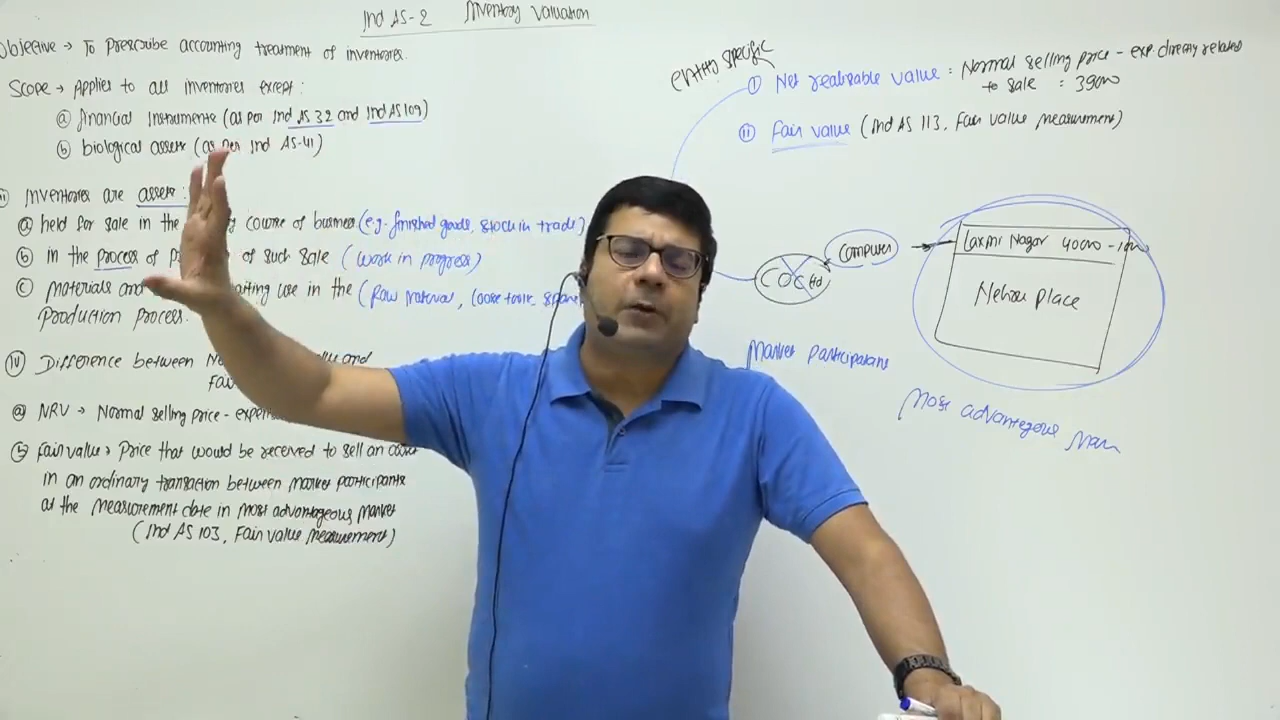 Ind AS-2 Inventory Valuation
Objective → To Prescribe accounting treatment of inventories.
Scope → Applies to all inventories except:
ⓐ financial Instruments (as per Ind AS 32 and Ind AS 109)
ⓑ biological assets (as per Ind AS-41)
Inventories are assets:
ⓐ held for sale in the course of business (e.g. finished goods, stock in trade)
ⓑ in the process of of such sale (work in progress)
ⓒ materials and use in the (Raw material, loose tools,
Production Process.
(iv) Difference between and
ⓐ NRV → Normal selling price -
ⓑ Fair value → Price that would be received to sell an
in an ordinary transaction between market participants
at the measurement date in most advantageous market
(Ind AS 103, Fair value measurement)
entity specific
① Net realisable value = Normal selling price - exp. directly related
to sale = 39000
ⓘⓘ Fair value (Ind AS 113, Fair value measurement)
computer
Laxmi Nagar 40000 -
Nehru place
Market participants
Most advantageous